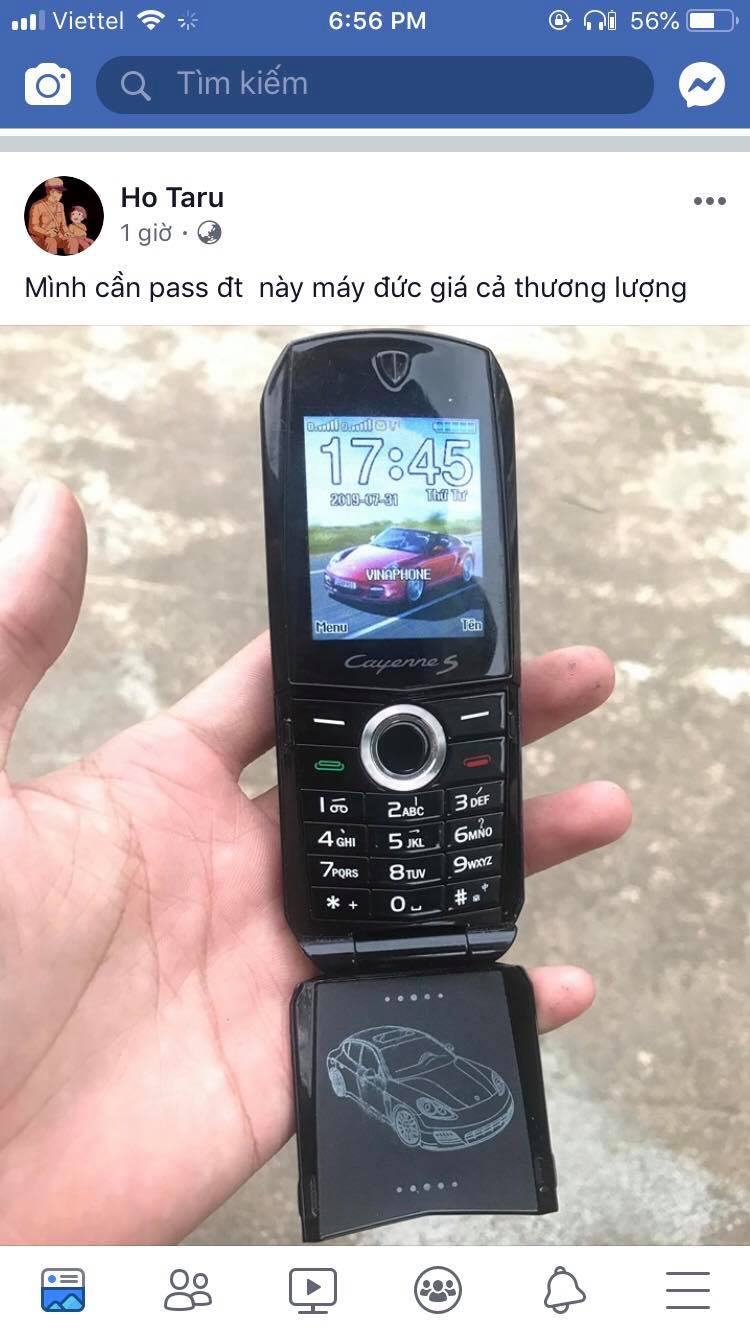 Viettel 6:56 PM 56%
Tìm kiếm
Ho Taru
1 giờ ·
Mình cần pass đt  này máy đức giá cả thương lượng
17:45
2019-07-31 Thứ Tư
VINAPHONE
Menu Tên
Cayenne S
1 2ABC 3DEF
4GHI 5JKL 6MNO
7PQRS 8TUV 9WXYZ
* + 0 #